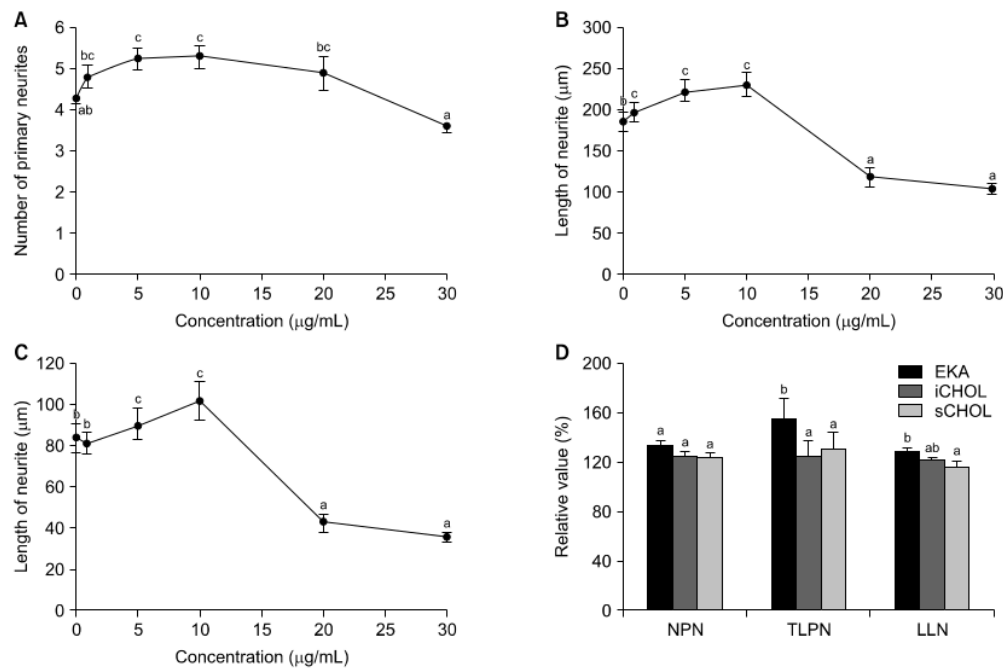 A
Number of primary neurites
6
5
4
3
2
1
0
ab
bc
c
c
bc
a
0
5
10
15
20
25
30
Concentration (μg/mL)
B
Length of neurite (μm)
300
250
200
150
100
50
0
b
c
c
c
a
a
0
5
10
15
20
25
30
Concentration (μg/mL)
C
Length of neurite (μm)
120
100
80
60
40
20
0
b
b
c
c
a
a
0
5
10
15
20
25
30
Concentration (μg/mL)
D
Relative value (%)
200
160
120
80
40
0
EKA
iCHOL
sCHOL
a
a
a
b
a
a
b
ab
a
NPN
TLPN
LLN